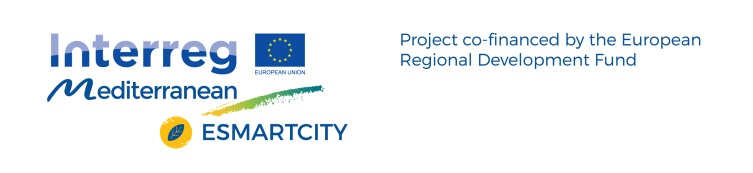 Interreg
EUROPEAN UNION
Mediterranean
ESMARTCITY
Project co-financed by the European
Regional Development Fund